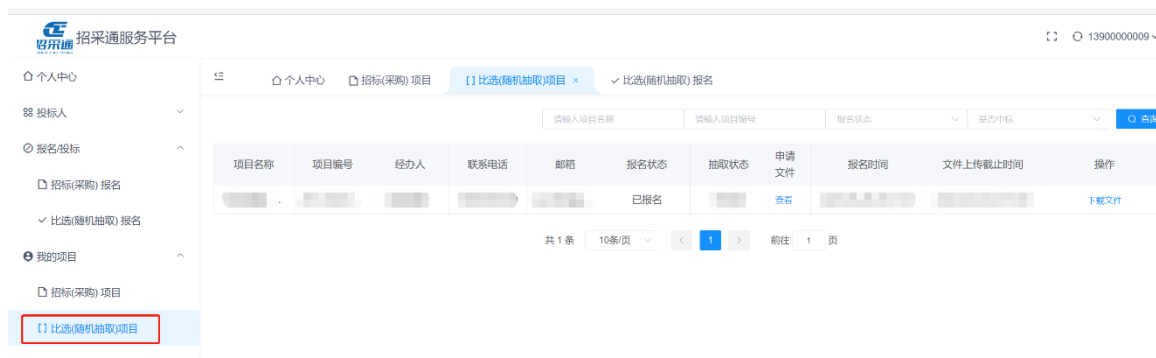 招采通 招采通服务平台
13900000009
个人中心
投标人
报名/投标
招标(采购) 报名
比选(随机抽取) 报名
我的项目
招标(采购) 项目
比选(随机抽取)项目
个人中心 招标(采购) 项目 比选(随机抽取)项目 × 比选(随机抽取) 报名
请输入项目名称 请输入项目编号 报名状态 是否中标 查询
项目名称 项目编号 经办人 联系电话 邮箱 报名状态 抽取状态 申请文件 报名时间 文件上传截止时间 操作
已报名 查看 下载文件
共 1 条 10条/页 < 1 > 前往 1 页